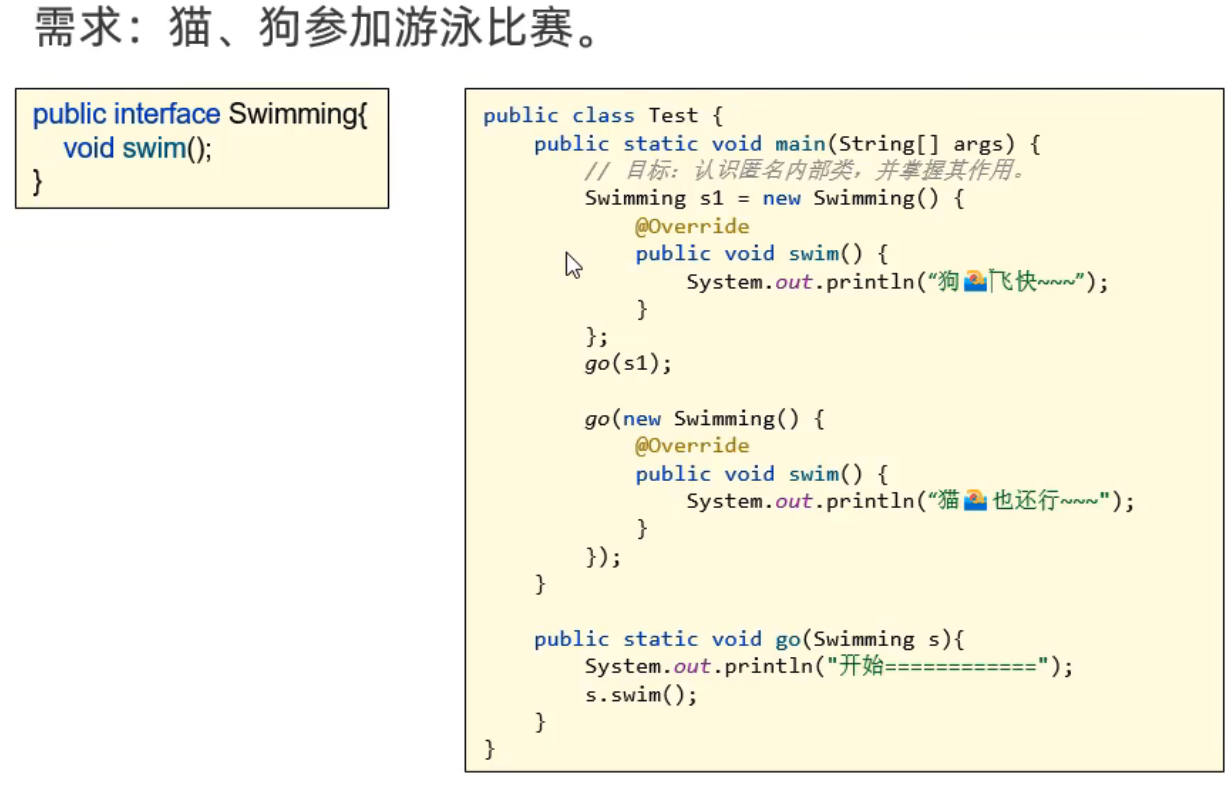 需求：猫、狗参加游泳比赛。
public interface Swimming{
    void swim();
}
public class Test {
    public static void main(String[] args) {
        // 目标：认识匿名内部类，并掌握其作用。
        Swimming s1 = new Swimming() {
            @Override
            public void swim() {
                System.out.println(“狗🏊飞快~~~”);
            }
        };
        go(s1);

        go(new Swimming() {
            @Override
            public void swim() {
                System.out.println(“猫🏊也还行~~~");
            }
        });
    }

    public static void go(Swimming s){
        System.out.println("开始============");
        s.swim();
    }
}